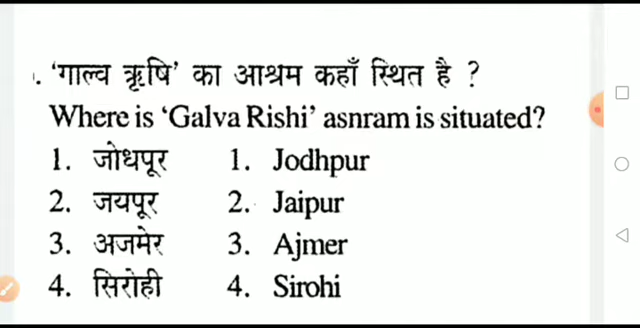 . 'गाल्व ऋषि' का आश्रम कहाँ स्थित है ?
Where is 'Galva Rishi' asnram is situated?
1. जोधपूर 1. Jodhpur
2. जयपूर 2. Jaipur
3. अजमेर 3. Ajmer
4. सिरोही 4. Sirohi